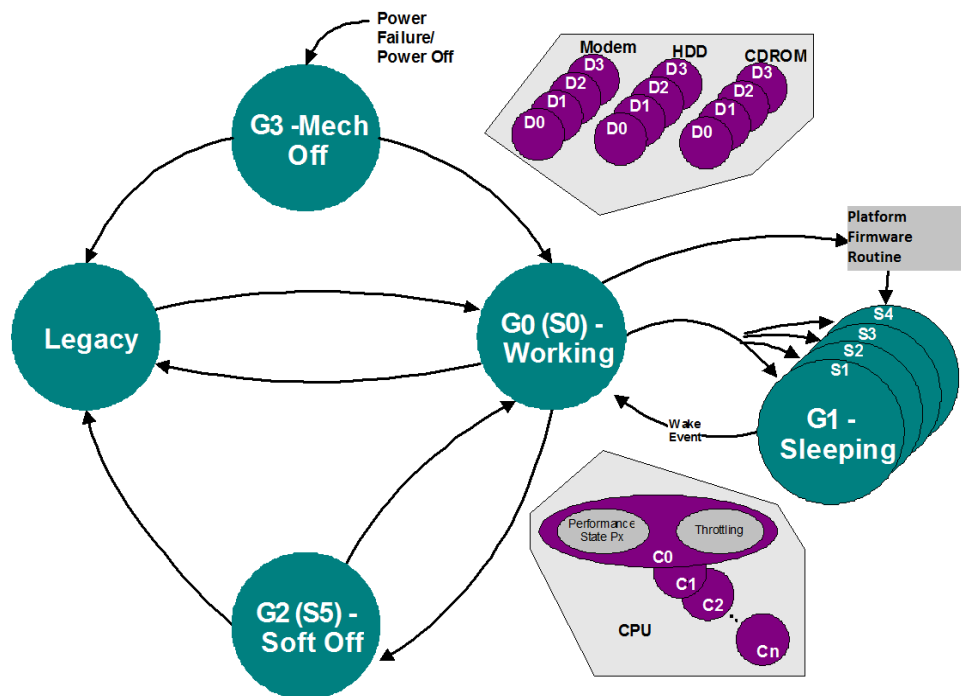 Power
Failure/
Power Off
G3 -Mech
Off
Modem
HDD
CDROM
D3
D2
D1
D0
D3
D2
D1
D0
D3
D2
D1
D0
Platform
Firmware
Routine
Legacy
G0 (S0) -
Working
S4
S3
S2
S1
G1 -
Sleeping
Wake
Event
Performance
State Px
Throttling
C0
C1
C2
Cn
CPU
G2 (S5) -
Soft Off